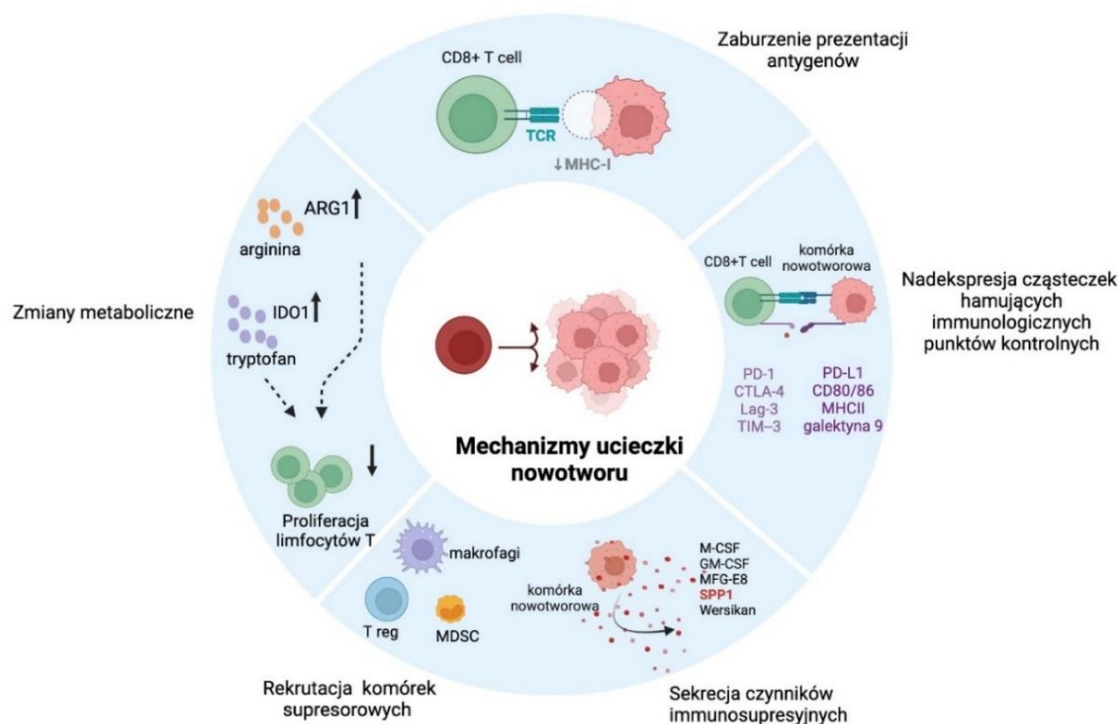 Zaburzenie prezentacji
antygenów
CD8+ T cell
TCR
↓MHC-I
ARG1
arginina
IDO1
tryptofan
Proliferacja
limfocytów T
Zmiany metaboliczne
CD8+T cell
komórka
nowotworowa
PD-1
CTLA-4
Lag-3
TIM–3
PD-L1
CD80/86
MHCII
galektyna 9
Nadekspresja cząsteczek
hamujących
immunologicznych
punktów kontrolnych
Mechanizmy ucieczki
nowotworu
makrofagi
T reg
MDSC
Rekrutacja komórek
supresorowych
komórka
nowotworowa
M-CSF
GM-CSF
MFG-E8
SPP1
Wersikan
Sekrecja czynników
immunosupresyjnych